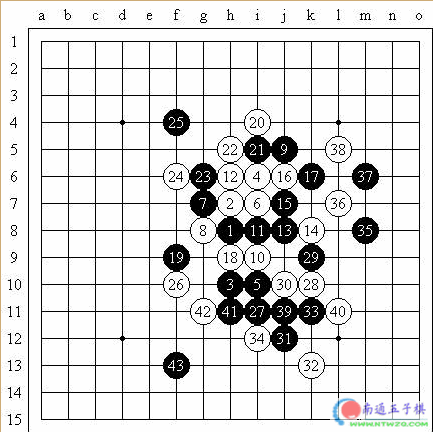 a b c d e f g h i j k l m n o
1
2
3
4 25 20
5 22 21 9 38
6 24 23 12 4 16 17 37
7 7 2 6 15 36
8 8 1 11 13 14 35
9 19 18 10 29
10 26 3 5 30 28
11 42 41 27 39 33 40
12 34 31
13 43 32
14
15
南通五子棋
WWW.NTWZQ.COM